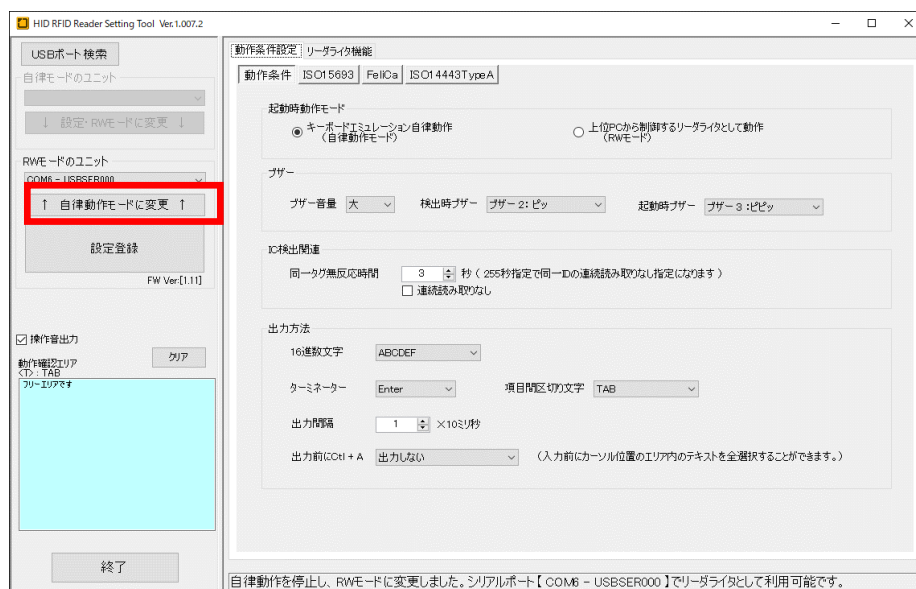 HID RFID Reader Setting Tool Ver.1.007.2
USBポート検索
自律モードのユニット
↓ 設定・RWモードに変更 ↓
RWモードのユニット
COM6 - USBSER000
↑ 自律動作モードに変更 ↑
設定登録
FW Ver:[1.11]
操作音出力
動作確認エリア
<T> : TAB
クリア
フリーエリアです
終了
動作条件設定 リーダライタ機能
動作条件 ISO15693 FeliCa ISO14443TypeA
起動時動作モード
キーボードエミュレーション自律動作
(自律動作モード)
上位PCから制御するリーダライタとして動作
(RWモード)
ブザー
ブザー音量 大 検出時ブザー ブザー2:ピッ 起動時ブザー ブザー3:ピピッ
IC検出関連
同一タグ無反応時間 3 秒 ( 255秒指定で同一IDの連続読み取りなし指定になります )
連続読み取りなし
出力方法
16進数文字 ABCDEF
ターミネーター Enter 項目間区切り文字 TAB
出力間隔 1 ×10ミリ秒
出力前にCtl + A 出力しない (入力前にカーソル位置のエリア内のテキストを全選択することができます。)
自律動作を停止し、RWモードに変更しました。シリアルポート【 COM6 - USBSER000 】でリーダライタとして利用可能です。